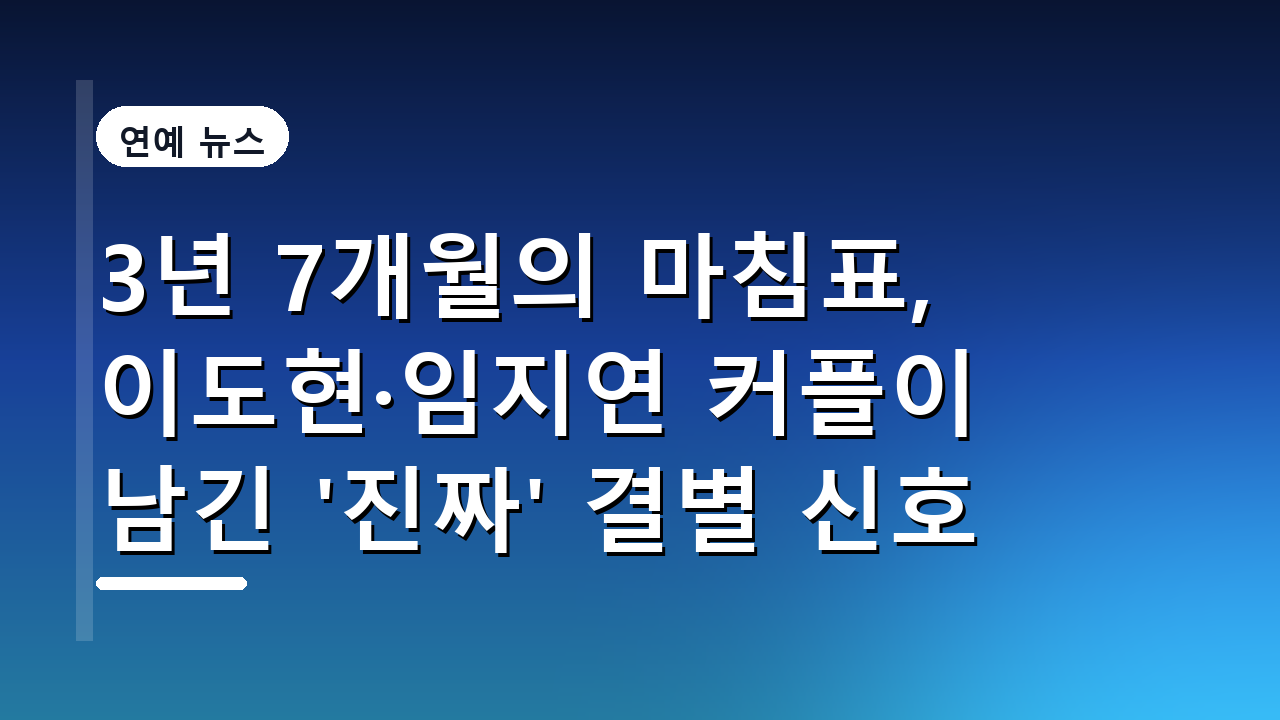 연예 뉴스
3년 7개월의 마침표,
이도현·임지연 커플이
남긴 '진짜' 결별 신호